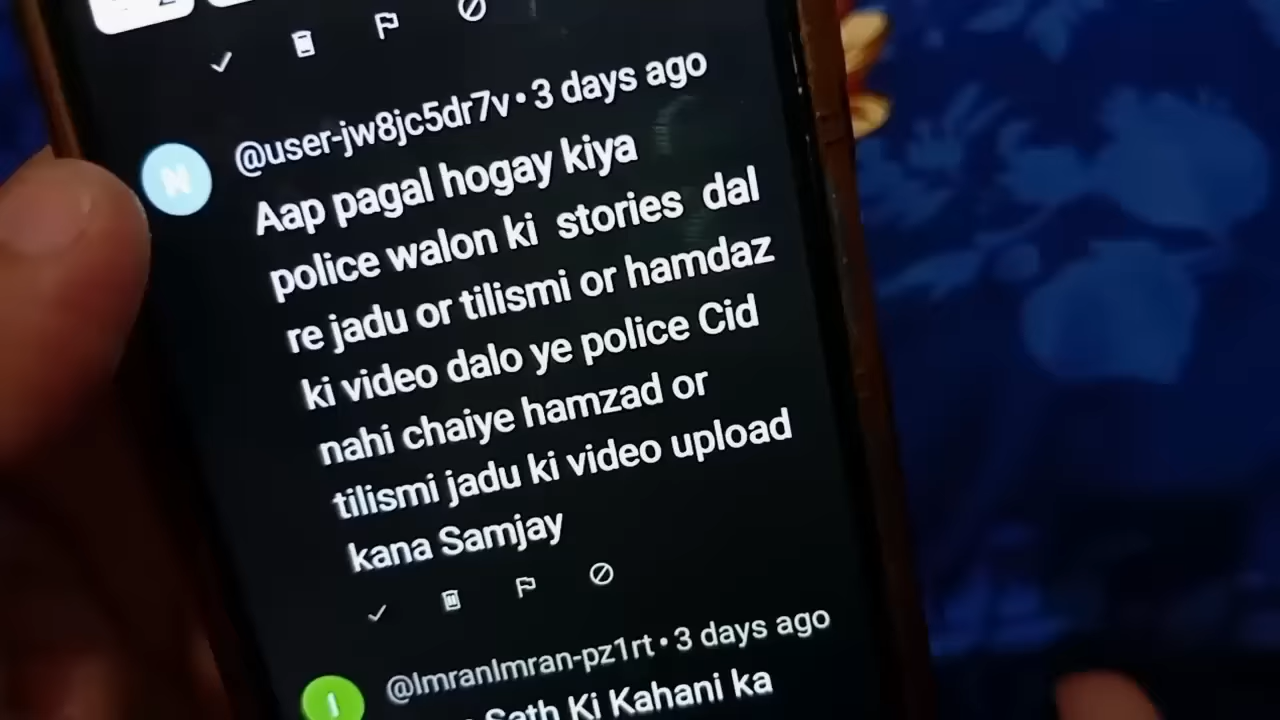 @user-jw8jc5dr7v • 3 days ago
N
Aap pagal hogay kiya
police walon ki stories dal
re jadu or tilismi or hamdaz
ki video dalo ye police Cid
nahi chaiye hamzad or
tilismi jadu ki video upload
kana Samjay
@ImranImran-pz1rt • 3 days ago
I
Sath Ki Kahani ka